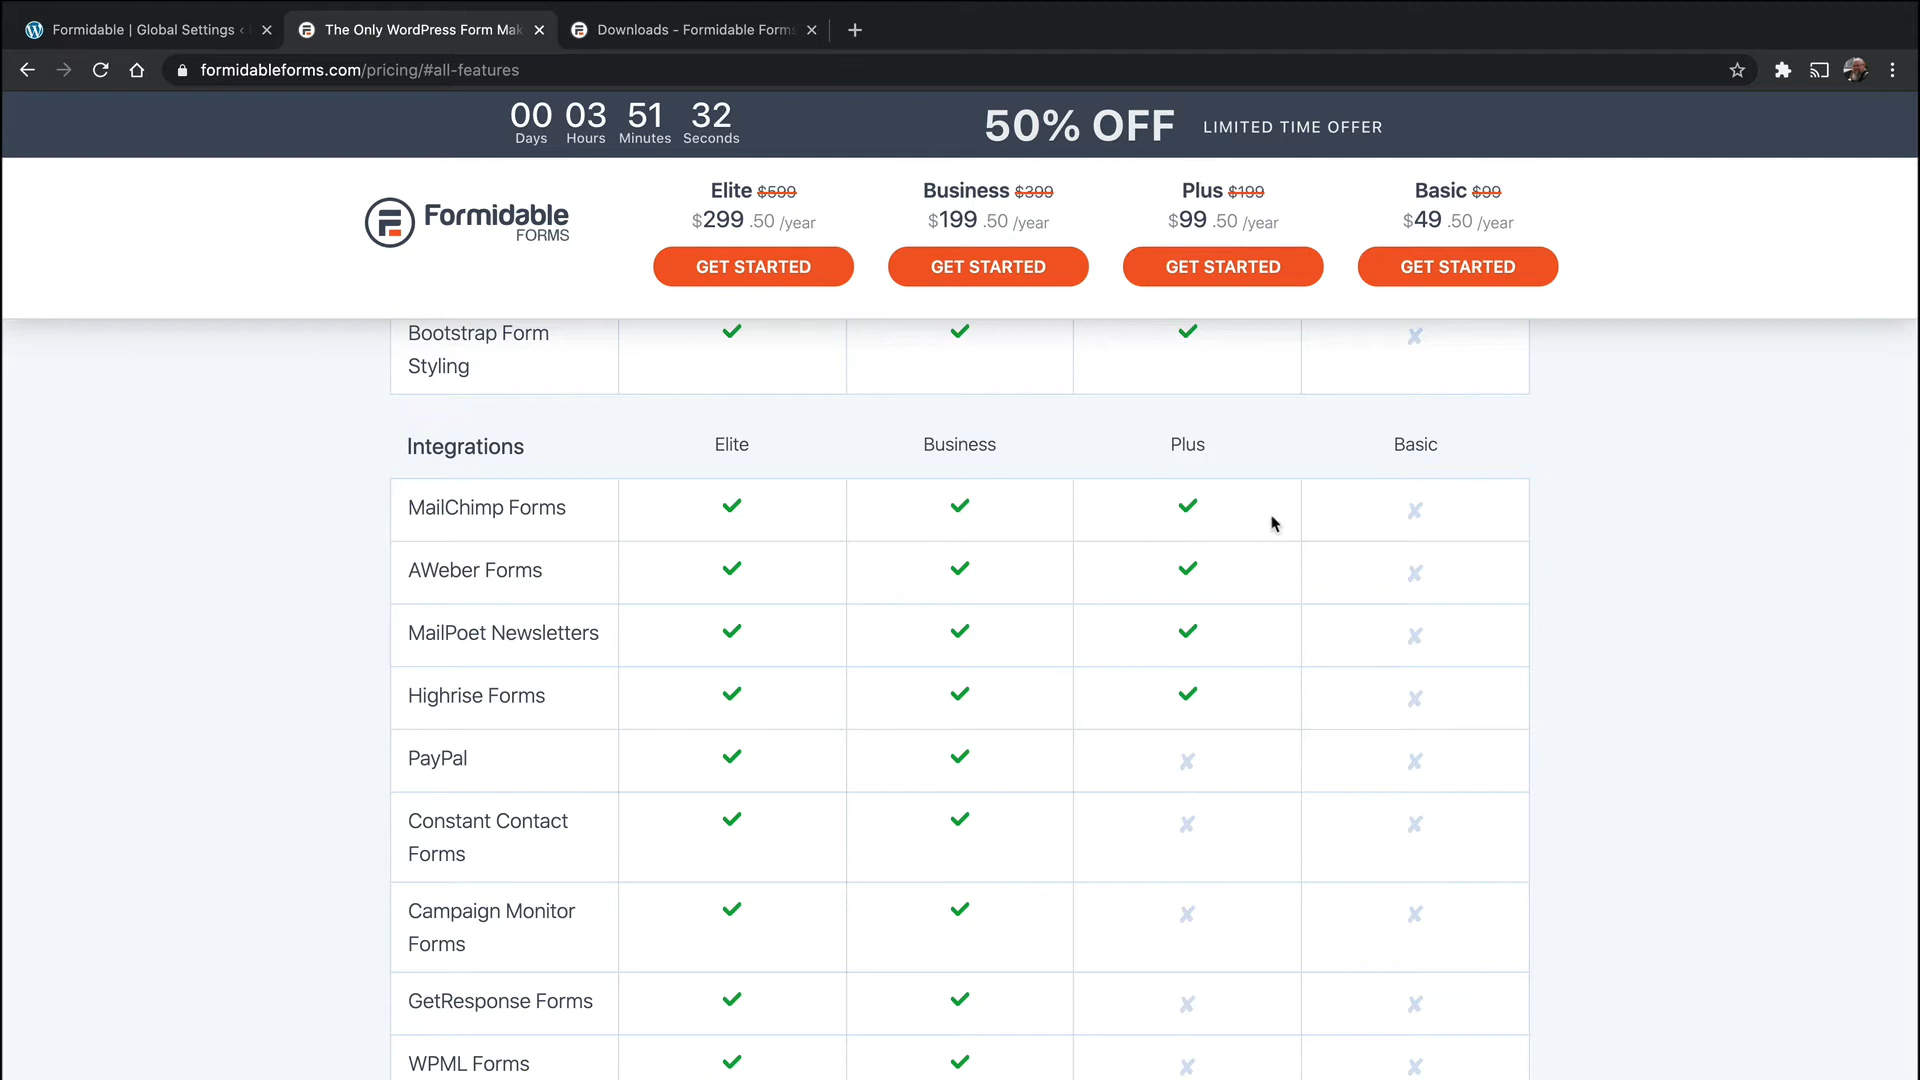 Formidable | Global Settings ‹
The Only WordPress Form Mak
Downloads - Formidable Forms
formidableforms.com/pricing/#all-features
00 03 51 32
Days Hours Minutes Seconds
50% OFF LIMITED TIME OFFER
Formidable
FORMS
Elite $599
$299.50 /year
GET STARTED
Business $399
$199.50 /year
GET STARTED
Plus $199
$99.50 /year
GET STARTED
Basic $99
$49.50 /year
GET STARTED
Bootstrap Form
Styling
Integrations Elite Business Plus Basic
MailChimp Forms
AWeber Forms
MailPoet Newsletters
Highrise Forms
PayPal
Constant Contact
Forms
Campaign Monitor
Forms
GetResponse Forms
WPML Forms